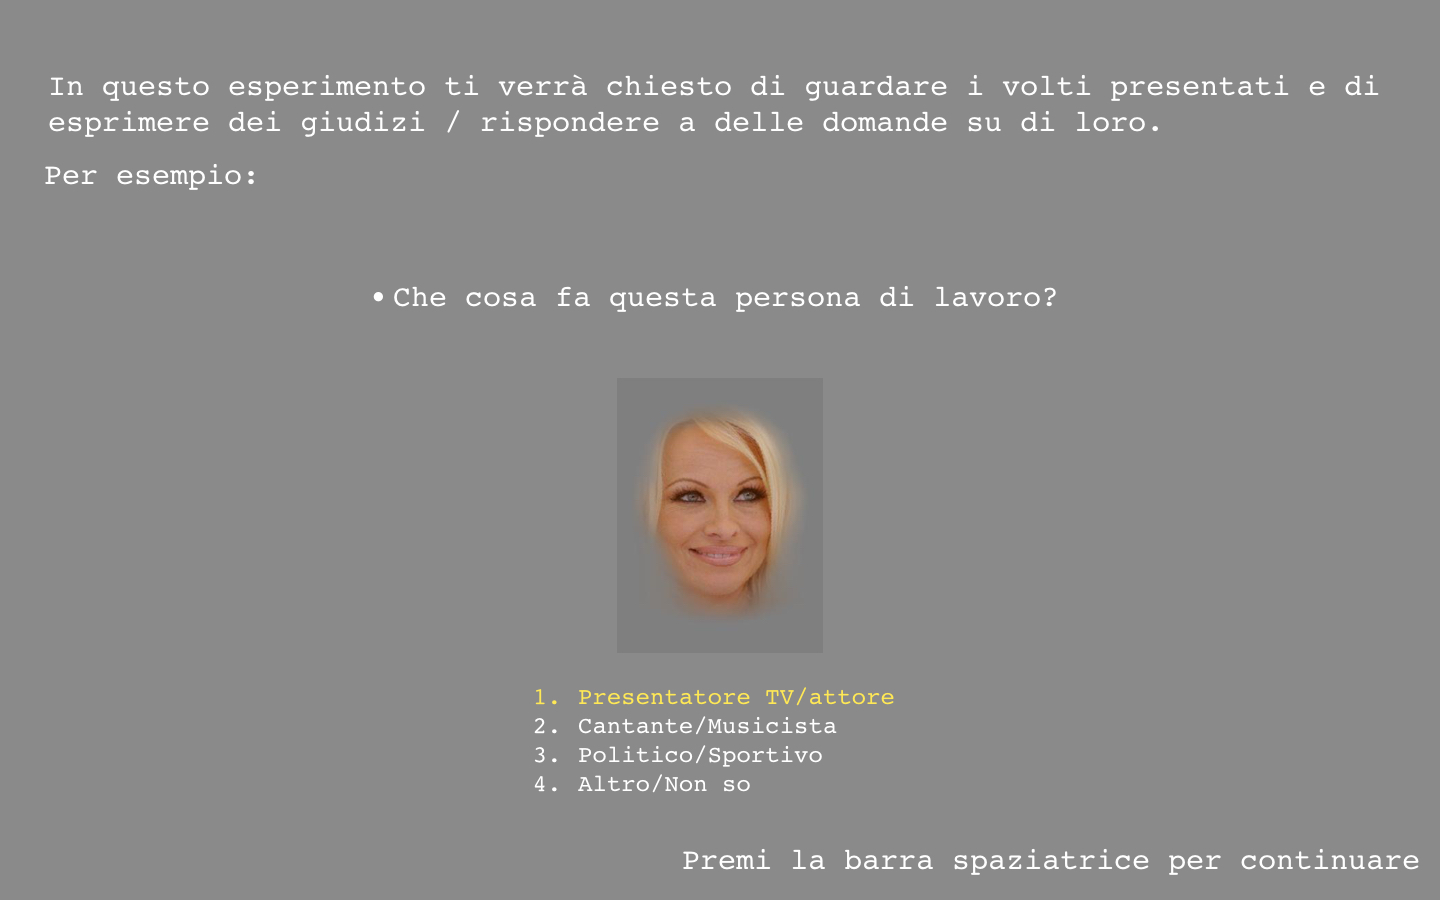 In questo esperimento ti verrà chiesto di guardare i volti presentati e di
esprimere dei giudizi / rispondere a delle domande su di loro.
Per esempio:
•Che cosa fa questa persona di lavoro?
1. Presentatore TV/attore
2. Cantante/Musicista
3. Politico/Sportivo
4. Altro/Non so
Premi la barra spaziatrice per continuare